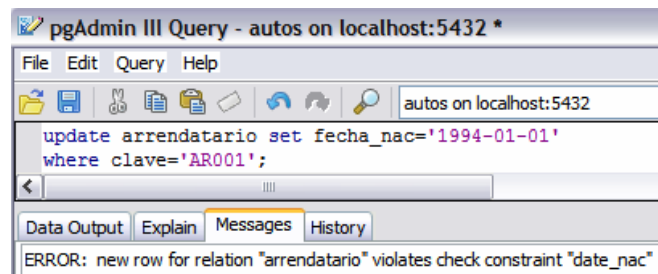 pgAdmin III Query - autos on localhost:5432 *
File Edit Query Help
autos on localhost:5432
update arrendatario set fecha_nac='1994-01-01'
where clave='AR001';
Data Output Explain Messages History
ERROR: new row for relation "arrendatario" violates check constraint "date_nac"